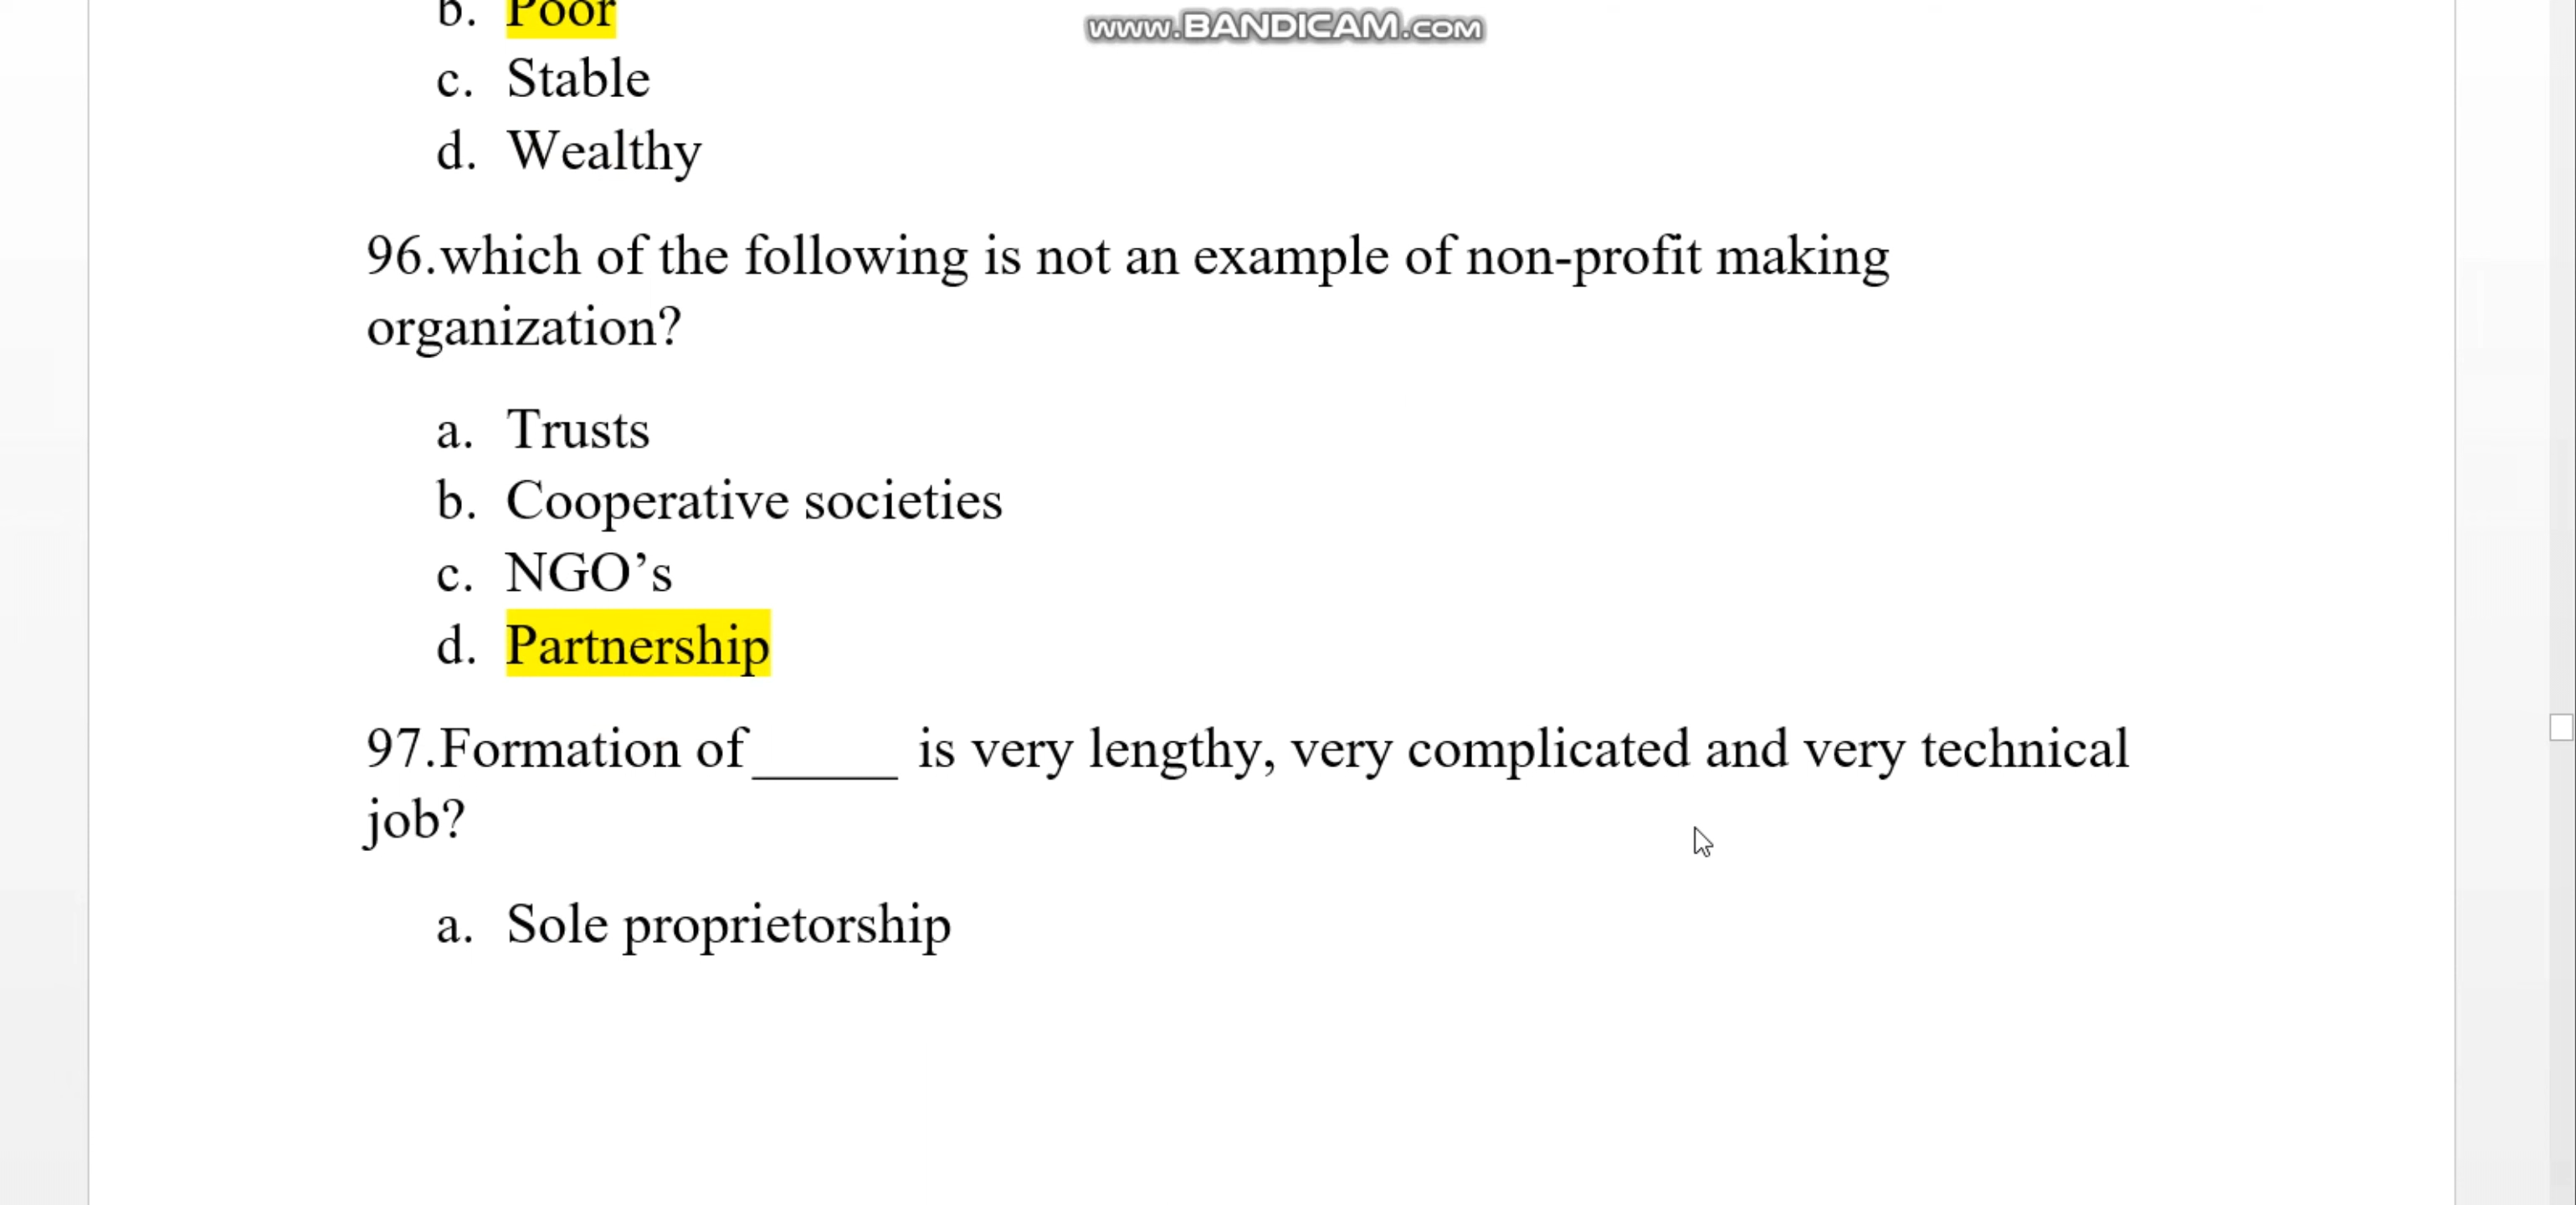 b. Poor
www.BANDICAM.com
c. Stable
d. Wealthy
96.which of the following is not an example of non-profit making
organization?
a. Trusts
b. Cooperative societies
c. NGO’s
d. Partnership
97.Formation of_____ is very lengthy, very complicated and very technical
job?
a. Sole proprietorship